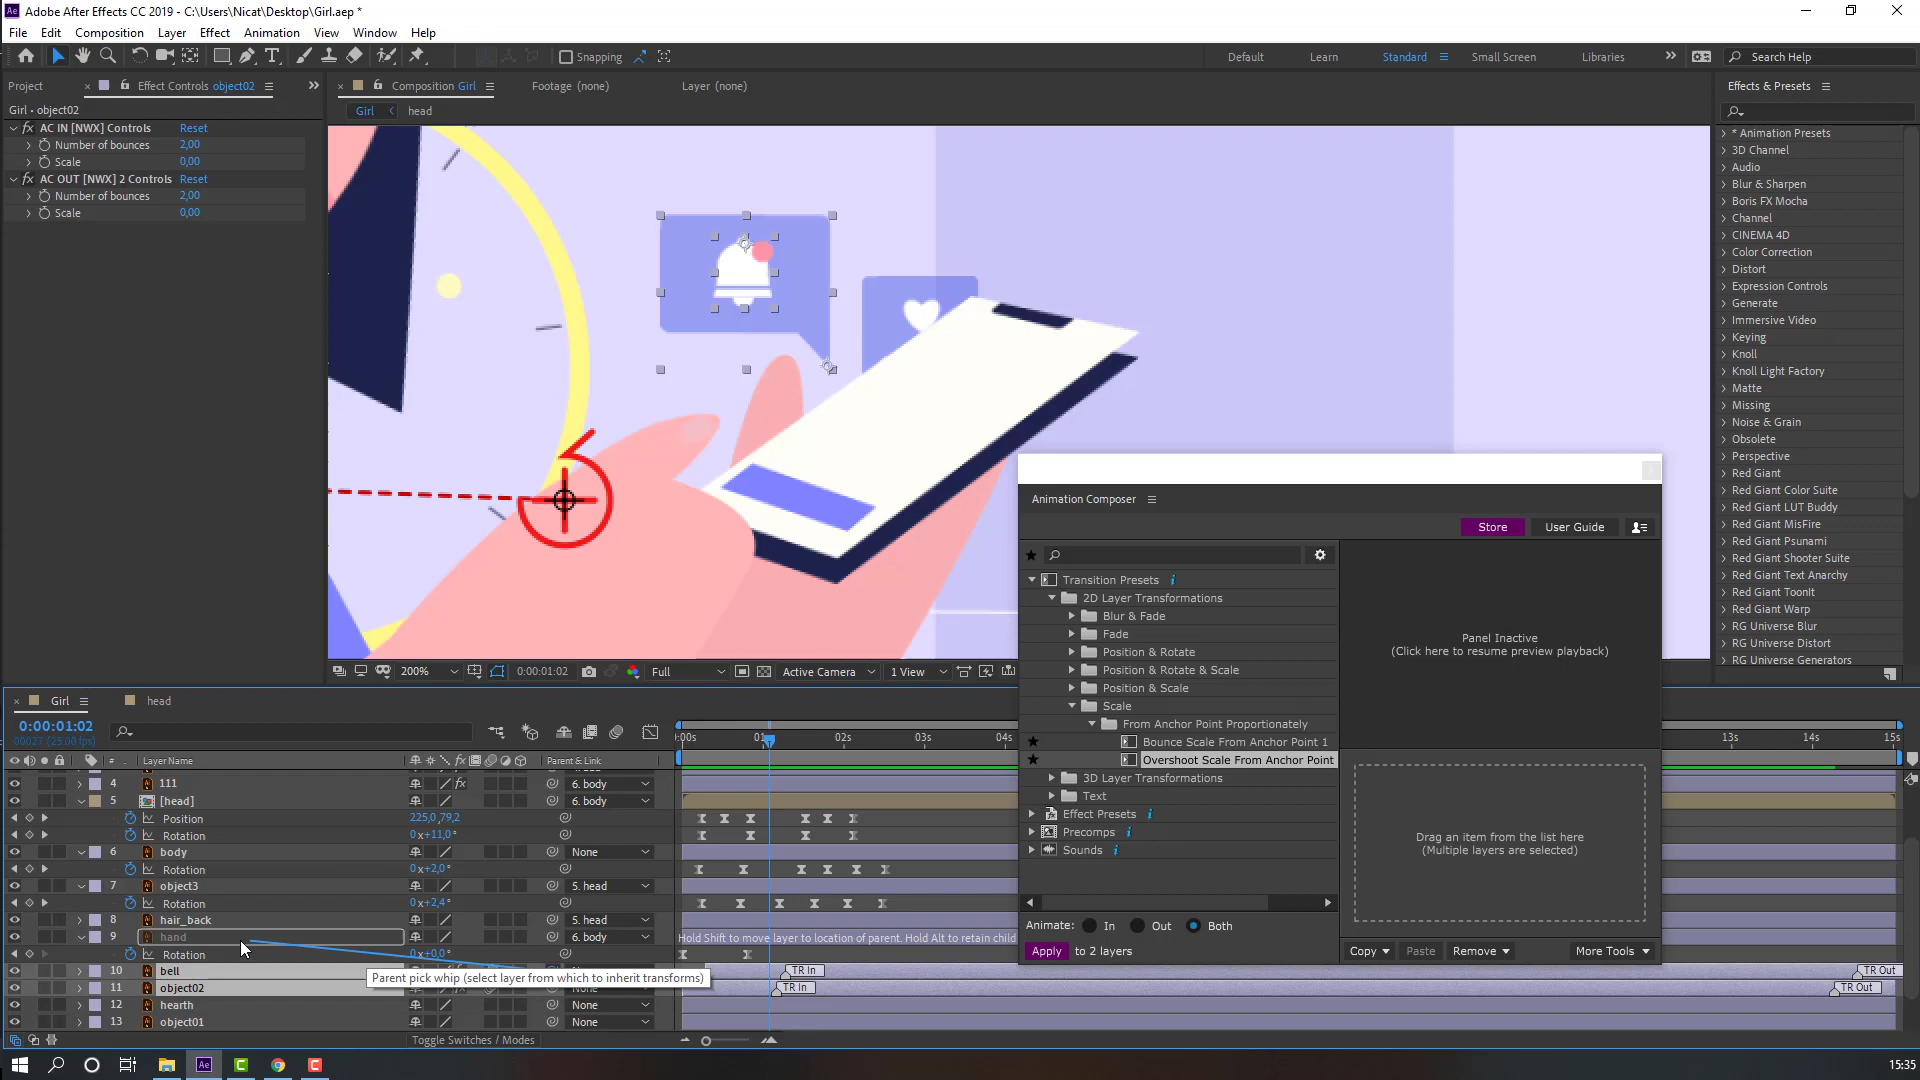 Adobe After Effects CC 2019 - C:\Users\Nicat\Desktop\Girl.aep *
File Edit Composition Layer Effect Animation View Window Help
Snapping
Default Learn Standard Small Screen Libraries Search Help
Project Effect Controls object02
Composition Girl Footage (none) Layer (none)
Effects & Presets
Girl • object02
Girl head
AC IN [NWX] Controls Reset
Number of bounces 2,00
Scale 0,00
AC OUT [NWX] 2 Controls Reset
Number of bounces 2,00
Scale 0,00
* Animation Presets
3D Channel
Audio
Blur & Sharpen
Boris FX Mocha
Channel
CINEMA 4D
Color Correction
Distort
Expression Controls
Generate
Immersive Video
Keying
Knoll
Knoll Light Factory
Matte
Missing
Noise & Grain
Obsolete
Perspective
Red Giant
Red Giant Color Suite
Red Giant LUT Buddy
Red Giant MisFire
Red Giant Psunami
Red Giant Shooter Suite
Red Giant Text Anarchy
Red Giant ToonIt
Red Giant Warp
RG Universe Blur
RG Universe Distort
RG Universe Generators
Animation Composer
Store User Guide
Transition Presets
2D Layer Transformations
Blur & Fade
Fade
Position & Rotate
Position & Rotate & Scale
Position & Scale
Scale
From Anchor Point Proportionately
Bounce Scale From Anchor Point 1
Overshoot Scale From Anchor Point
3D Layer Transformations
Text
Effect Presets
Precomps
Sounds
Panel Inactive
(Click here to resume preview playback)
Drag an item from the list here
(Multiple layers are selected)
Animate: In Out Both
Apply to 2 layers
Copy Paste Remove More Tools
200% 0:00:01:02 Full Active Camera 1 View
Girl head
0:00:01:02
00027 (25.00 fps)
:00s 01 02s 03s 04s 13s 14s 15s
# Layer Name Parent & Link
4 111 6. body
5 [head] 6. body
Position 225,0,79,2
Rotation 0x+11,0°
6 body None
Rotation 0x+2,0°
7 object3 5. head
Rotation 0x+2,4°
8 hair_back 5. head
9 hand 6. body
Hold Shift to move layer to location of parent. Hold Alt to retain child
Rotation 0x+0,0°
10 bell TR In TR Out
Parent pick whip (select layer from which to inherit transforms)
11 object02 None TR In TR Out
12 hearth None
13 object01 None
Toggle Switches / Modes
15:35